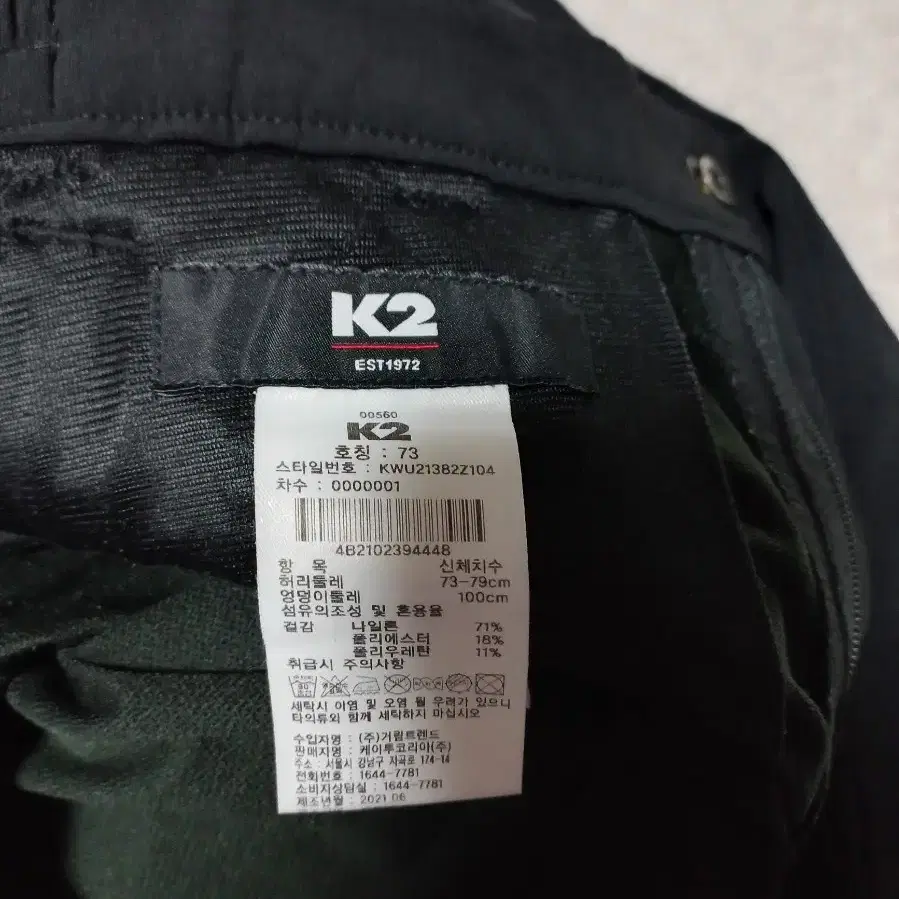 K2
EST1972
00560
K2
호칭 : 73
스타일번호 : KWU21382Z104
차수 : 0000001
4B2102394448
항 목 신체치수
허리둘레 73-79cm
엉덩이둘레 100cm
섬유의조성 및 혼용율
겉감 나일론 71%
폴리에스터 18%
폴리우레탄 11%
취급시 주의사항
세탁시 이염 및 오염 될 우려가 있으니
타의류와 함께 세탁하지 마십시오
수입자명 : (주)거림트렌드
판매자명 : 케이투코리아(주)
주소 : 서울시 강남구 자곡로 174-14
전화번호 : 1644-7781
소비자상담실 : 1644-7781
제조년월 : 2021.06